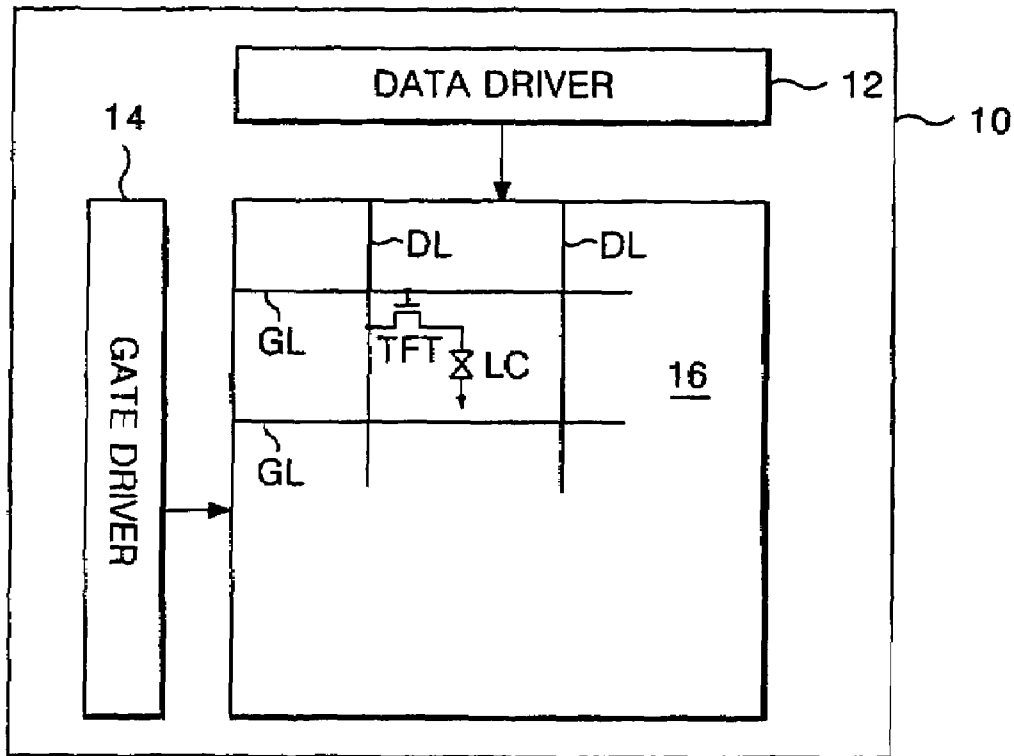 DATA DRIVER
12
10
14
DL
DL
GL
TFT
LC
16
GL
GATE DRIVER